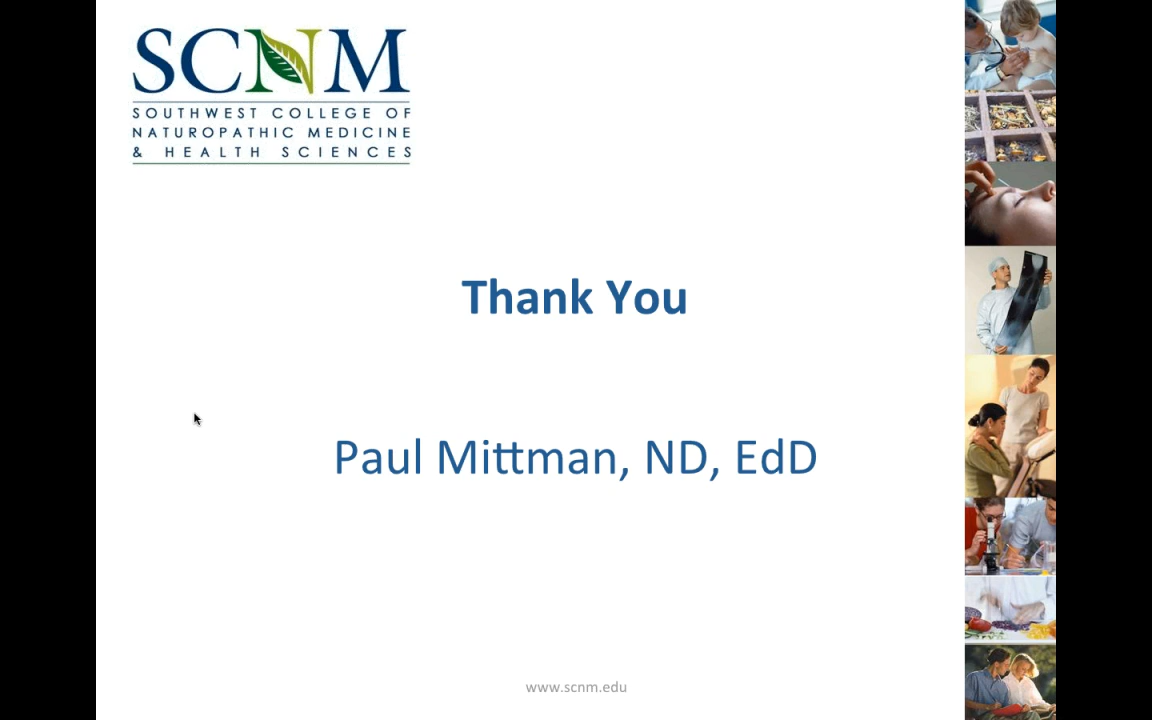 SCNM
SOUTHWEST COLLEGE OF
NATUROPATHIC MEDICINE
& HEALTH SCIENCES
Thank You
Paul Mittman, ND, EdD
www.scnm.edu